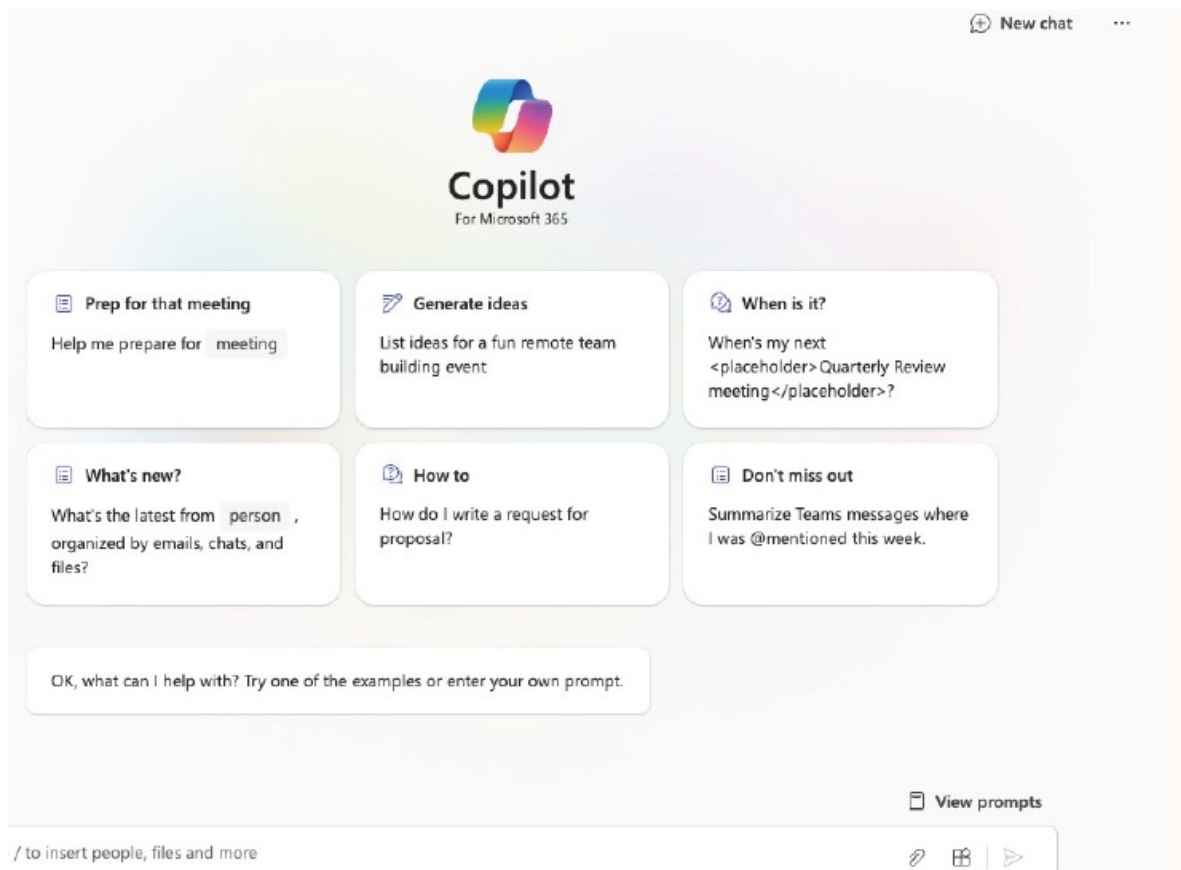 New chat
Copilot
For Microsoft 365
Prep for that meeting
Help me prepare for meeting
Generate ideas
List ideas for a fun remote team
building event
When is it?
When's my next
<placeholder>Quarterly Review
meeting</placeholder>?
What's new?
What's the latest from person ,
organized by emails, chats, and
files?
How to
How do I write a request for
proposal?
Don't miss out
Summarize Teams messages where
I was @mentioned this week.
OK, what can I help with? Try one of the examples or enter your own prompt.
View prompts
/ to insert people, files and more